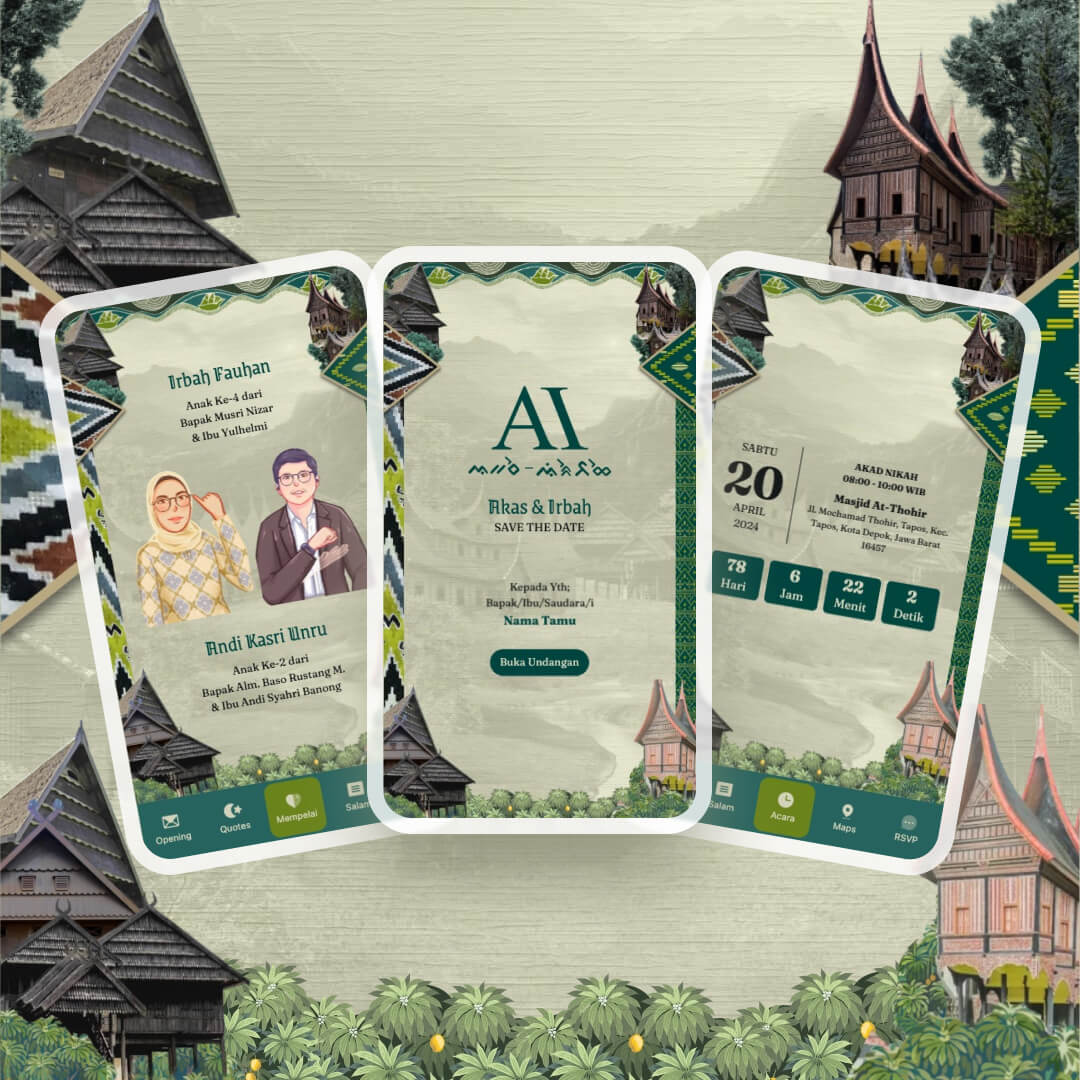 Irbah Fauhan
Anak Ke-4 dari
Bapak Musri Nizar
& Ibu Yulhelmi
Andi Kasri Unru
Anak Ke-2 dari
Bapak Alm. Baso Rustang M.
& Ibu Andi Syahri Banong
Opening
Quotes
Mempelai
Salam
AI
Akas & Irbah
SAVE THE DATE
Kepada Yth;
Bapak/Ibu/Saudara/i
Nama Tamu
Buka Undangan
SABTU
20
APRIL
2024
AKAD NIKAH
08:00 - 10:00 WIB
Masjid At-Thohir
Jl. Mochamad Thohir, Tapos, Kec.
Tapos, Kota Depok, Jawa Barat
16457
78
Hari
6
Jam
22
Menit
2
Detik
Salam
Acara
Maps
RSVP